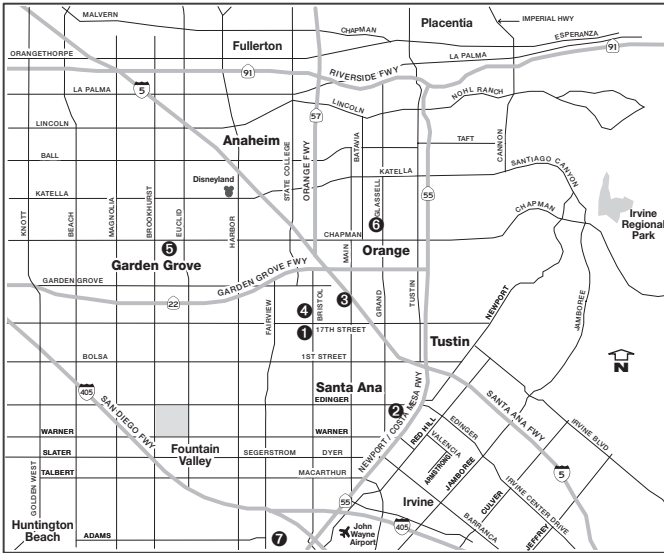 MALVERN
CHAPMAN
Placentia
IMPERIAL HWY
Fullerton
ESPERANZA
ORANGETHORPE
LA PALMA
91
91
RIVERSIDE FWY
5
LA PALMA
NOHL RANCH
LINCOLN
57
LINCOLN
Anaheim
STATE COLLEGE
ORANGE FWY
BATAVIA
TAFT
CANNON
BALL
SANTIAGO CANYON
KATELLA
Disneyland
55
GLASSELL
KATELLA
CHAPMAN
KNOTT
BEACH
MAGNOLIA
BROOKHURST
EUCLID
HARBOR
6
CHAPMAN
Irvine
Regional
Park
5
MAIN
Orange
Garden Grove
GARDEN GROVE FWY
GARDEN GROVE
22
FAIRVIEW
BRISTOL
3
GRAND
TUSTIN
NEWPORT
JAMBOREE
4
1
17TH STREET
Tustin
BOLSA
1ST STREET
N
405
SAN DIEGO FWY
Santa Ana
EDINGER
2
NEWPORT / COSTA MESA FWY
SANTA ANA FWY
WARNER
WARNER
RED HILL
EDINGER
IRVINE BLVD
VALENCIA
SLATER
Fountain
Valley
SEGERSTROM
DYER
ARMSTRONG
JAMBOREE
TALBERT
MACARTHUR
5
GOLDEN WEST
55
Irvine
CULVER
IRVINE CENTER DRIVE
Huntington
Beach
ADAMS
7
John
Wayne
Airport
405
BARRANCA
JEFFREY